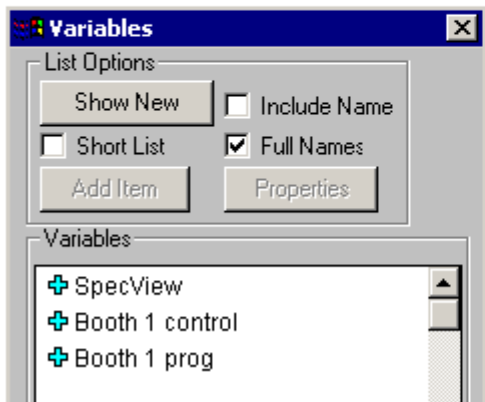 Variables
List Options
Show New
Include Name
Short List
Full Names
Add Item
Properties
Variables
SpecView
Booth 1 control
Booth 1 prog